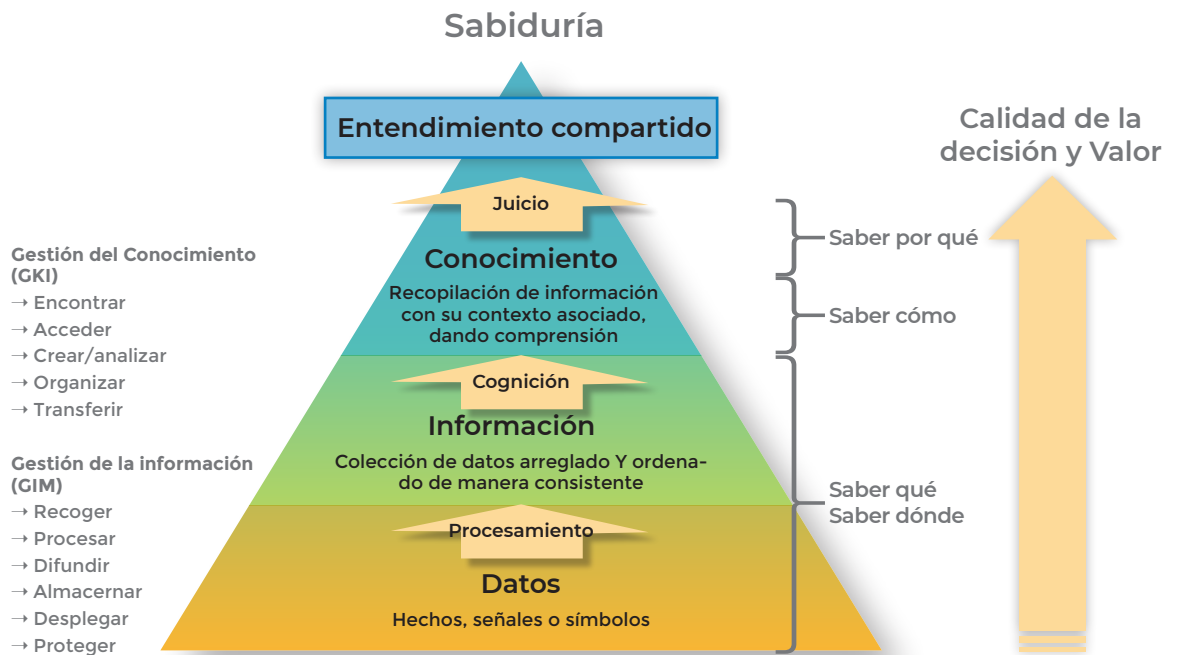 Sabiduría
Entendimiento compartido
Juicio
Conocimiento
Recopilación de información
con su contexto asociado,
dando comprensión
Cognición
Información
Colección de datos arreglado Y ordena-
do de manera consistente
Procesamiento
Datos
Hechos, señales o símbolos
Gestión del Conocimiento
(GKI)
→ Encontrar
→ Acceder
→ Crear/analizar
→ Organizar
→ Transferir
Gestión de la información
(GIM)
→ Recoger
→ Procesar
→ Difundir
→ Almacernar
→ Desplegar
→ Proteger
Saber por qué
Saber cómo
Saber qué
Saber dónde
Calidad de la
decisión y Valor